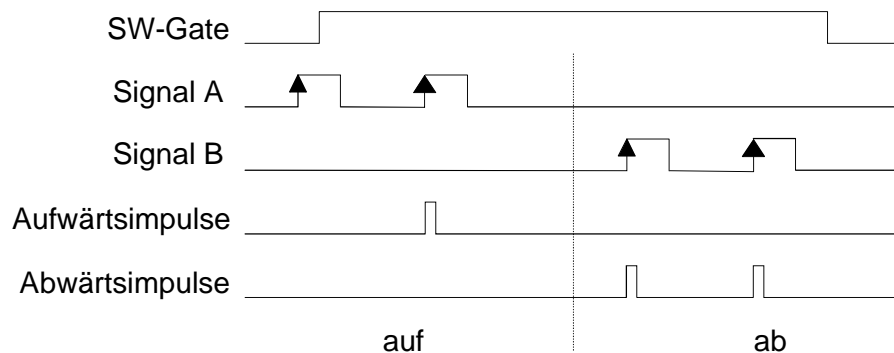 SW-Gate
Signal A
Signal B
Aufwärtsimpulse
Abwärtsimpulse
auf ab